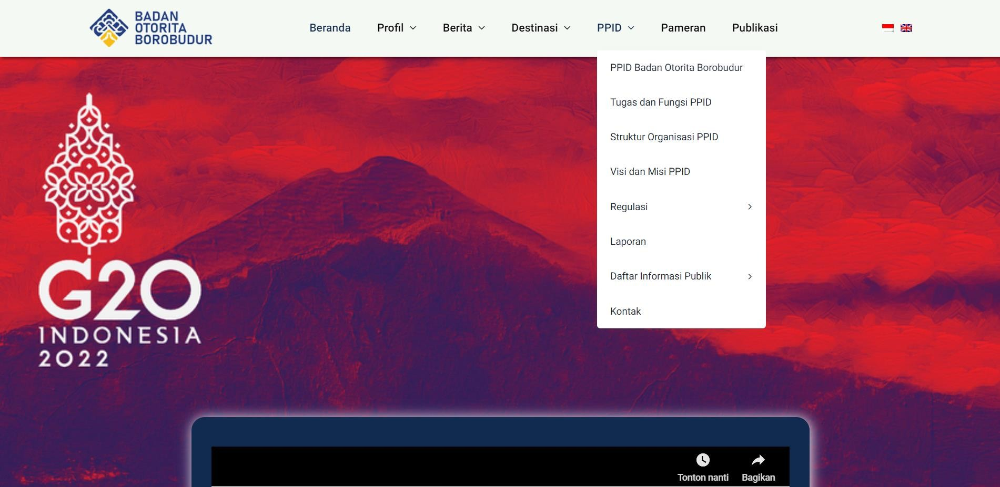 BADAN
OTORITA
BOROBUDUR
Beranda
Profil
Berita
Destinasi
PPID
Pameran
Publikasi
PPID Badan Otorita Borobudur
Tugas dan Fungsi PPID
Struktur Organisasi PPID
Visi dan Misi PPID
Regulasi
Laporan
Daftar Informasi Publik
Kontak
G20
INDONESIA
2022
Tonton nanti
Bagikan